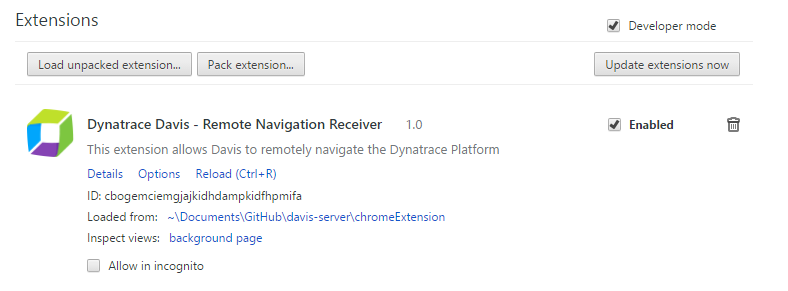 Extensions
Developer mode
Load unpacked extension... Pack extension... Update extensions now
Dynatrace Davis - Remote Navigation Receiver 1.0 Enabled
This extension allows Davis to remotely navigate the Dynatrace Platform
Details Options Reload (Ctrl+R)
ID: cbogemciemgjajkidhdampkidfhpmifa
Loaded from: ~\Documents\GitHub\davis-server\chromeExtension
Inspect views: background page
Allow in incognito